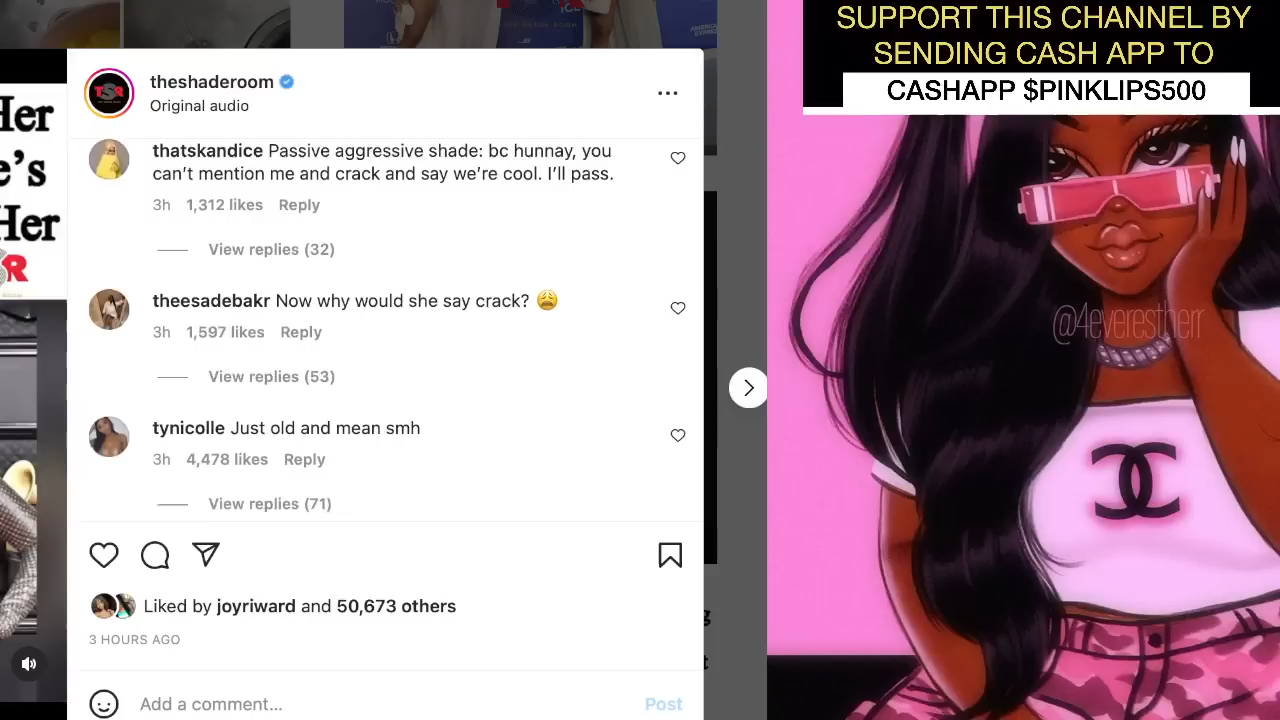 SUPPORT THIS CHANNEL BY
SENDING CASH APP TO
CASHAPP $PINKLIPS500
theshaderoom
Original audio
Her
e's
Her
R
TSR
thatskandice Passive aggressive shade: bc hunnay, you
can't mention me and crack and say we're cool. I'll pass.
3h 1,312 likes Reply
View replies (32)
theesadebakr Now why would she say crack? 😩
3h 1,597 likes Reply
View replies (53)
tynicolle Just old and mean smh
3h 4,478 likes Reply
View replies (71)
Liked by joyriward and 50,673 others
3 HOURS AGO
Add a comment...
Post
@4everestherr